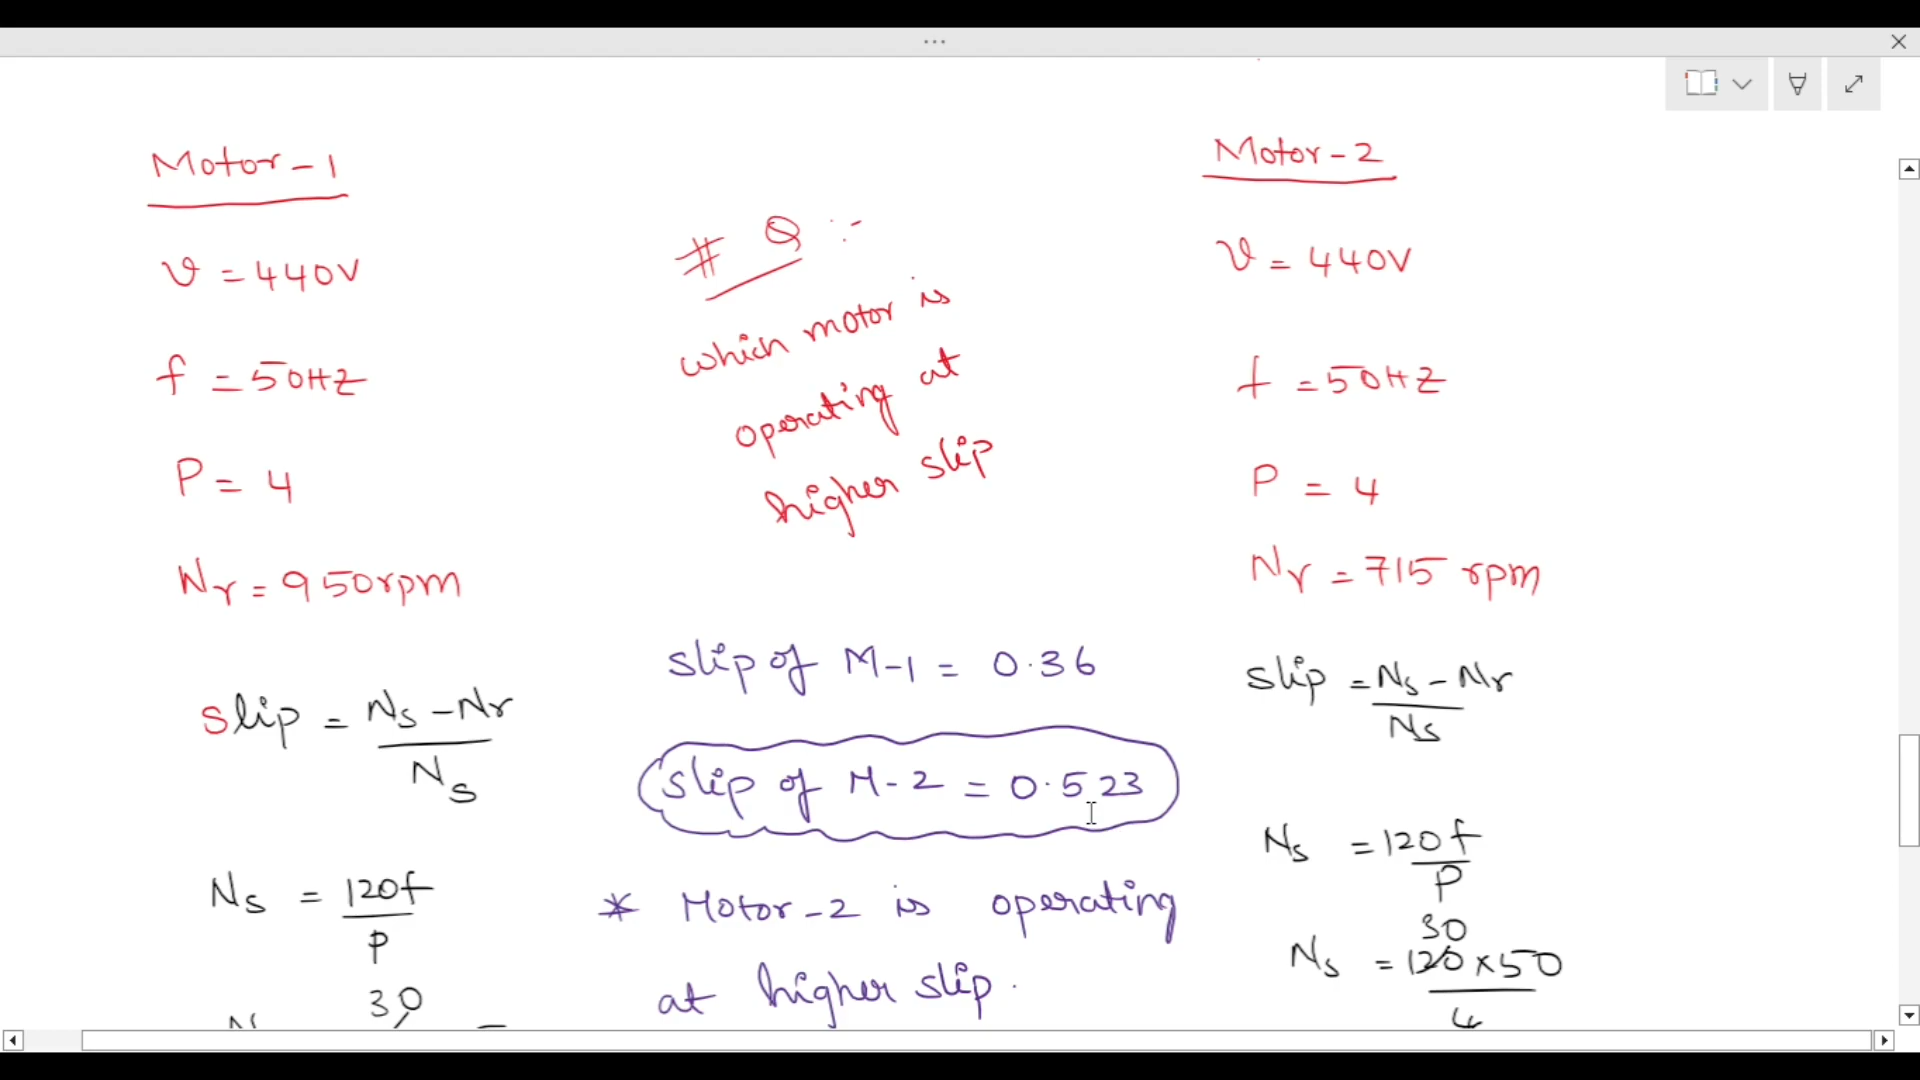 Motor-1
V = 440V
f = 50Hz
P = 4
Nr = 950rpm
slip = Ns - Nr
Ns
Ns = 120f
P
30
# Q :-
which motor is
operating at
higher slip
slip of M-1 = 0.36
slip of M-2 = 0.523
* Motor-2 is operating
at higher slip.
Motor-2
V = 440V
f = 50Hz
P = 4
Nr = 715 rpm
slip = Ns - Nr
Ns
Ns = 120f
P
30
Ns = 120 x 50
4